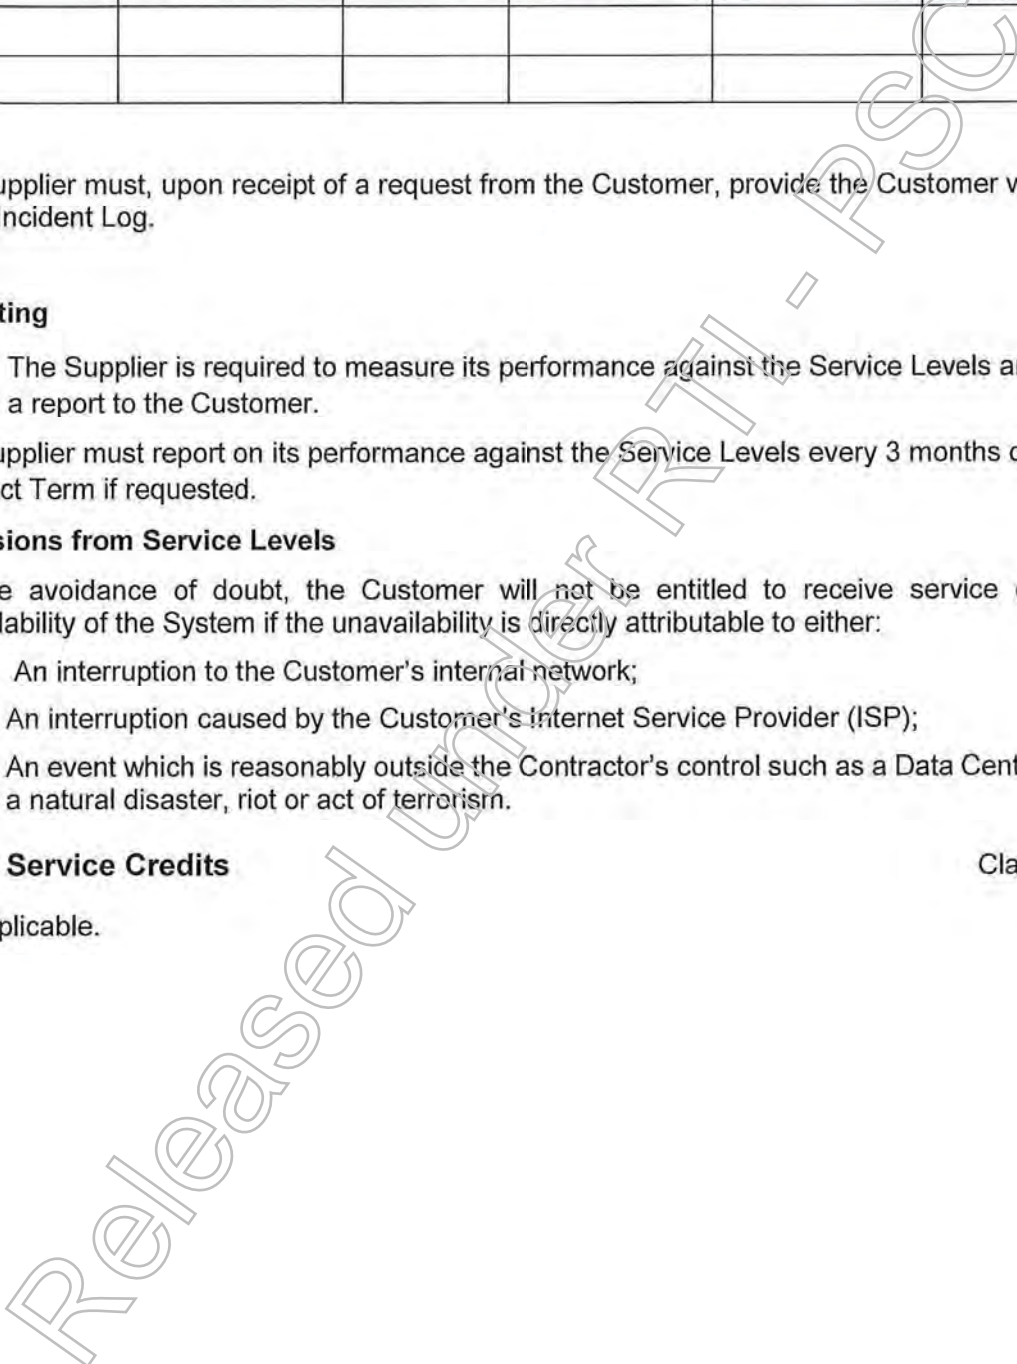 upplier must, upon receipt of a request from the Customer, provide the Customer
Incident Log.
ting
The Supplier is required to measure its performance against the Service Levels
a report to the Customer.
upplier must report on its performance against the Service Levels every 3 months
ct Term if requested.
sions from Service Levels
e avoidance of doubt, the Customer will not be entitled to receive service
lability of the System if the unavailability is directly attributable to either:
An interruption to the Customer's internal network;
An interruption caused by the Customer's Internet Service Provider (ISP);
An event which is reasonably outside the Contractor's control such as a Data Cent
a natural disaster, riot or act of terrorism.
Service Credits Cla
plicable.
Released under RTI - PSC